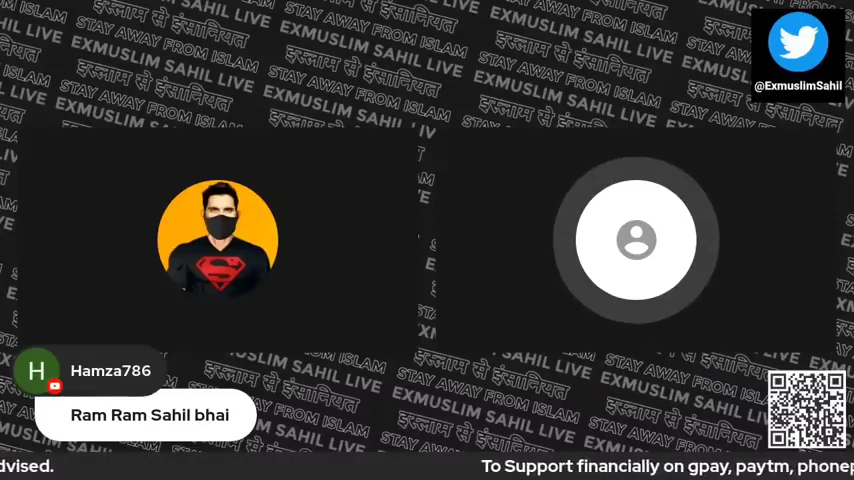 STAY AWAY FROM ISLAM
EXMUSLIM SAHIL LIVE
इस्लाम से इंसानियत
@ExmuslimSahil
H
Hamza786
Ram Ram Sahil bhai
dvised.
To Support financially on gpay, paytm, phonep